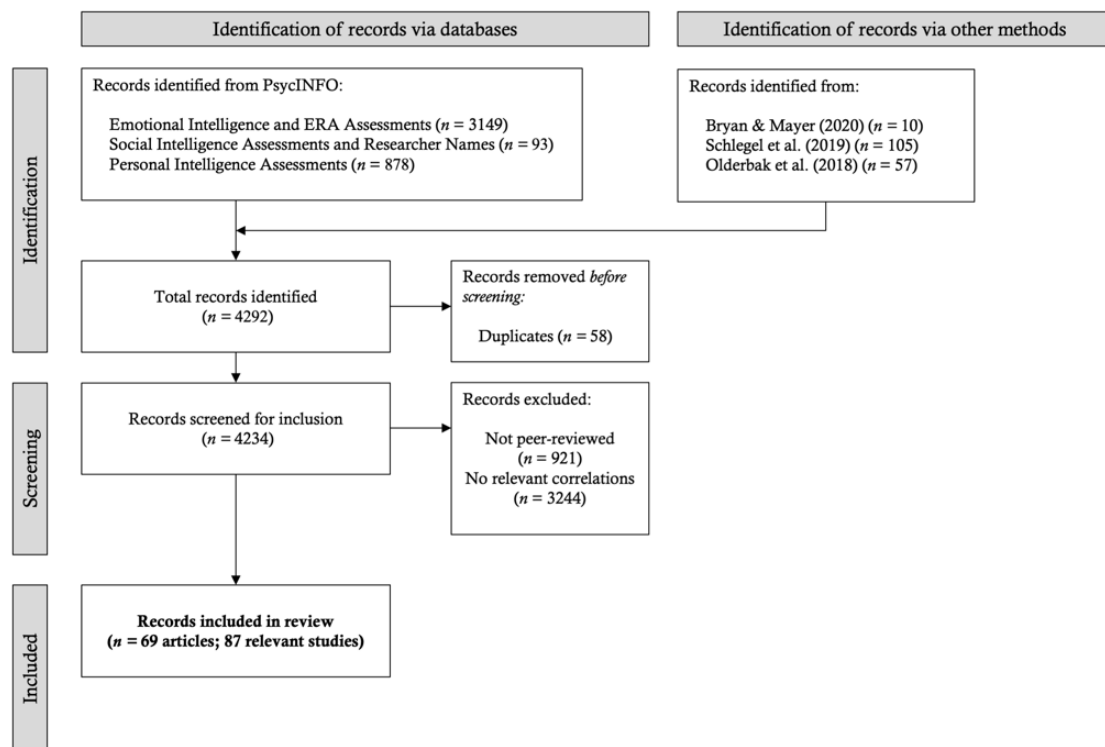 Identification of records via databases
Identification of records via other methods
Identification
Records identified from PsycINFO:
Emotional Intelligence and ERA Assessments (n = 3149)
Social Intelligence Assessments and Researcher Names (n = 93)
Personal Intelligence Assessments (n = 878)
Records identified from:
Bryan & Mayer (2020) (n = 10)
Schlegel et al. (2019) (n = 105)
Olderbak et al. (2018) (n = 57)
Total records identified
(n = 4292)
Records removed before
screening:
Duplicates (n = 58)
Screening
Records screened for inclusion
(n = 4234)
Records excluded:
Not peer-reviewed
(n = 921)
No relevant correlations
(n = 3244)
Included
Records included in review
(n = 69 articles; 87 relevant studies)